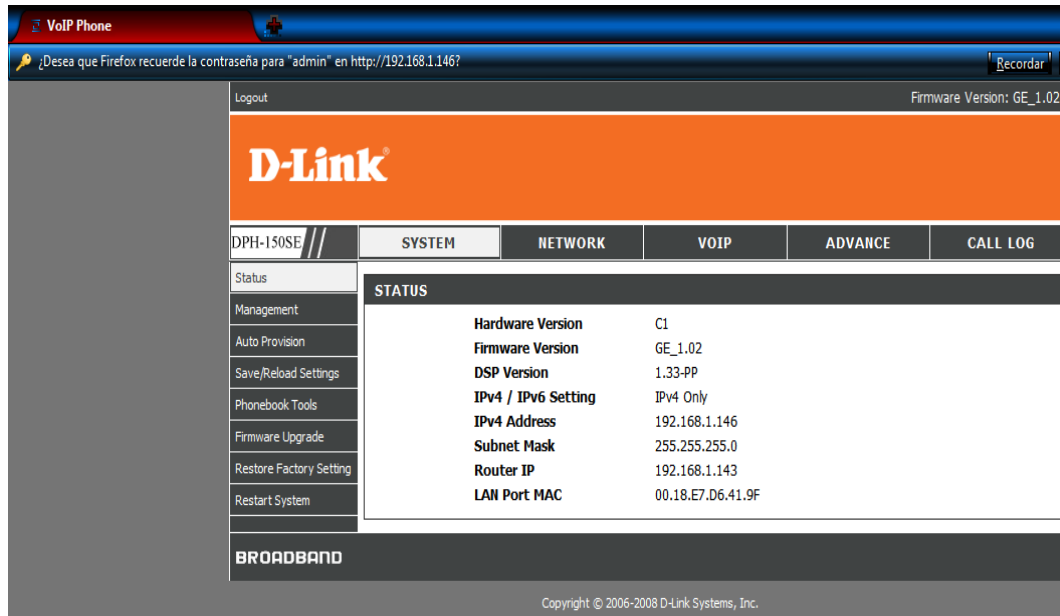 VoIP Phone
¿Desea que Firefox recuerde la contraseña para "admin" en http://192.168.1.146? Recordar
Logout Firmware Version: GE_1.02
D-Link®
DPH-150SE SYSTEM NETWORK VOIP ADVANCE CALL LOG
Status
Management
Auto Provision
Save/Reload Settings
Phonebook Tools
Firmware Upgrade
Restore Factory Setting
Restart System
STATUS
Hardware Version C1
Firmware Version GE_1.02
DSP Version 1.33-PP
IPv4 / IPv6 Setting IPv4 Only
IPv4 Address 192.168.1.146
Subnet Mask 255.255.255.0
Router IP 192.168.1.143
LAN Port MAC 00.18.E7.D6.41.9F
BROADBAND
Copyright © 2006-2008 D-Link Systems, Inc.